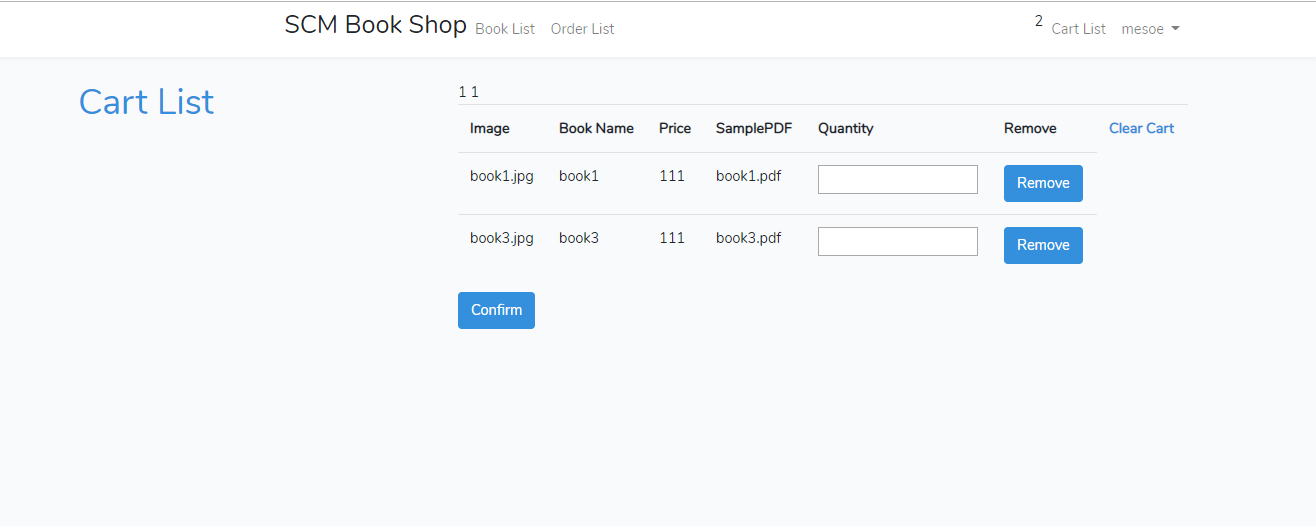 SCM Book Shop Book List Order List 2 Cart List mesoe
Cart List
1 1
Image Book Name Price SamplePDF Quantity Remove Clear Cart
book1.jpg book1 111 book1.pdf Remove
book3.jpg book3 111 book3.pdf Remove
Confirm